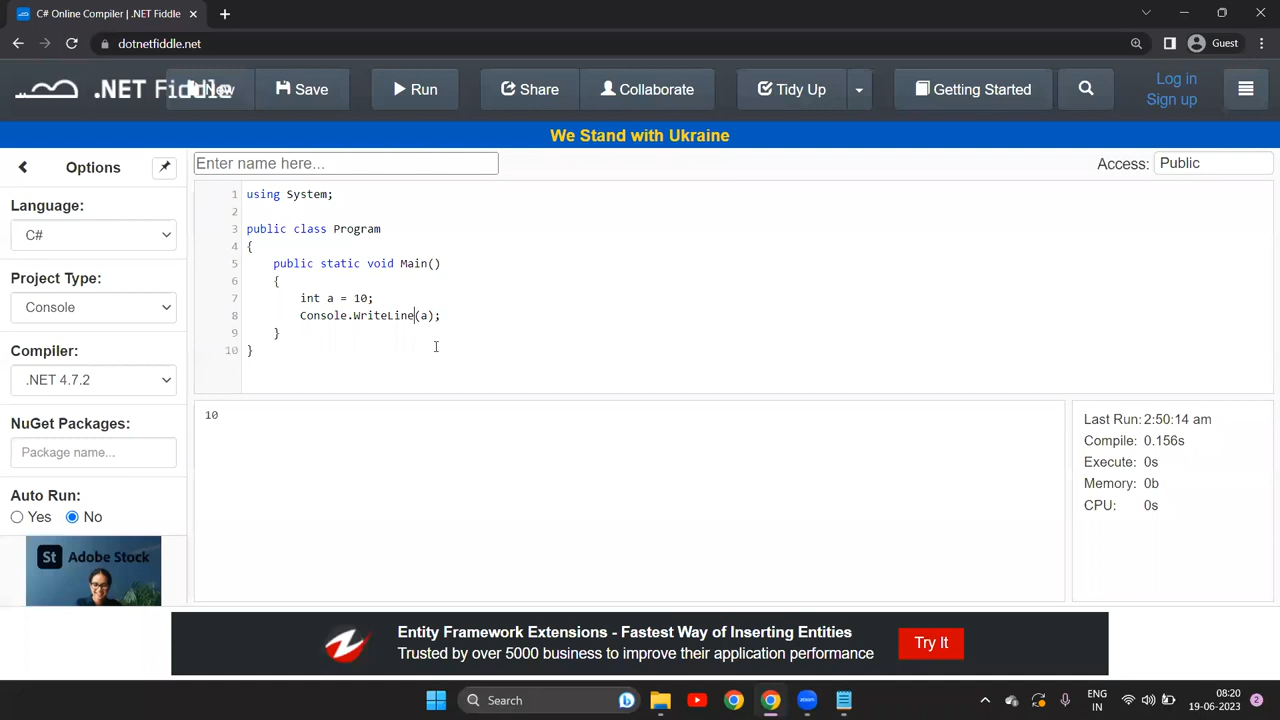 C# Online Compiler | .NET Fiddle
dotnetfiddle.net
Guest
.NET Fiddle
New
Save
Run
Share
Collaborate
Tidy Up
Getting Started
Log in
Sign up
We Stand with Ukraine
Options
Enter name here...
Access:
Public
Language:
C#
Project Type:
Console
Compiler:
.NET 4.7.2
NuGet Packages:
Package name...
Auto Run:
Yes
No
St Adobe Stock
1 using System;
2
3 public class Program
4 {
5 public static void Main()
6 {
7 int a = 10;
8 Console.WriteLine(a);
9 }
10 }
10
Last Run: 2:50:14 am
Compile: 0.156s
Execute: 0s
Memory: 0b
CPU: 0s
Entity Framework Extensions - Fastest Way of Inserting Entities
Trusted by over 5000 business to improve their application performance
Try It
Search
zoom
ENG
IN
08:20
19-06-2023
2